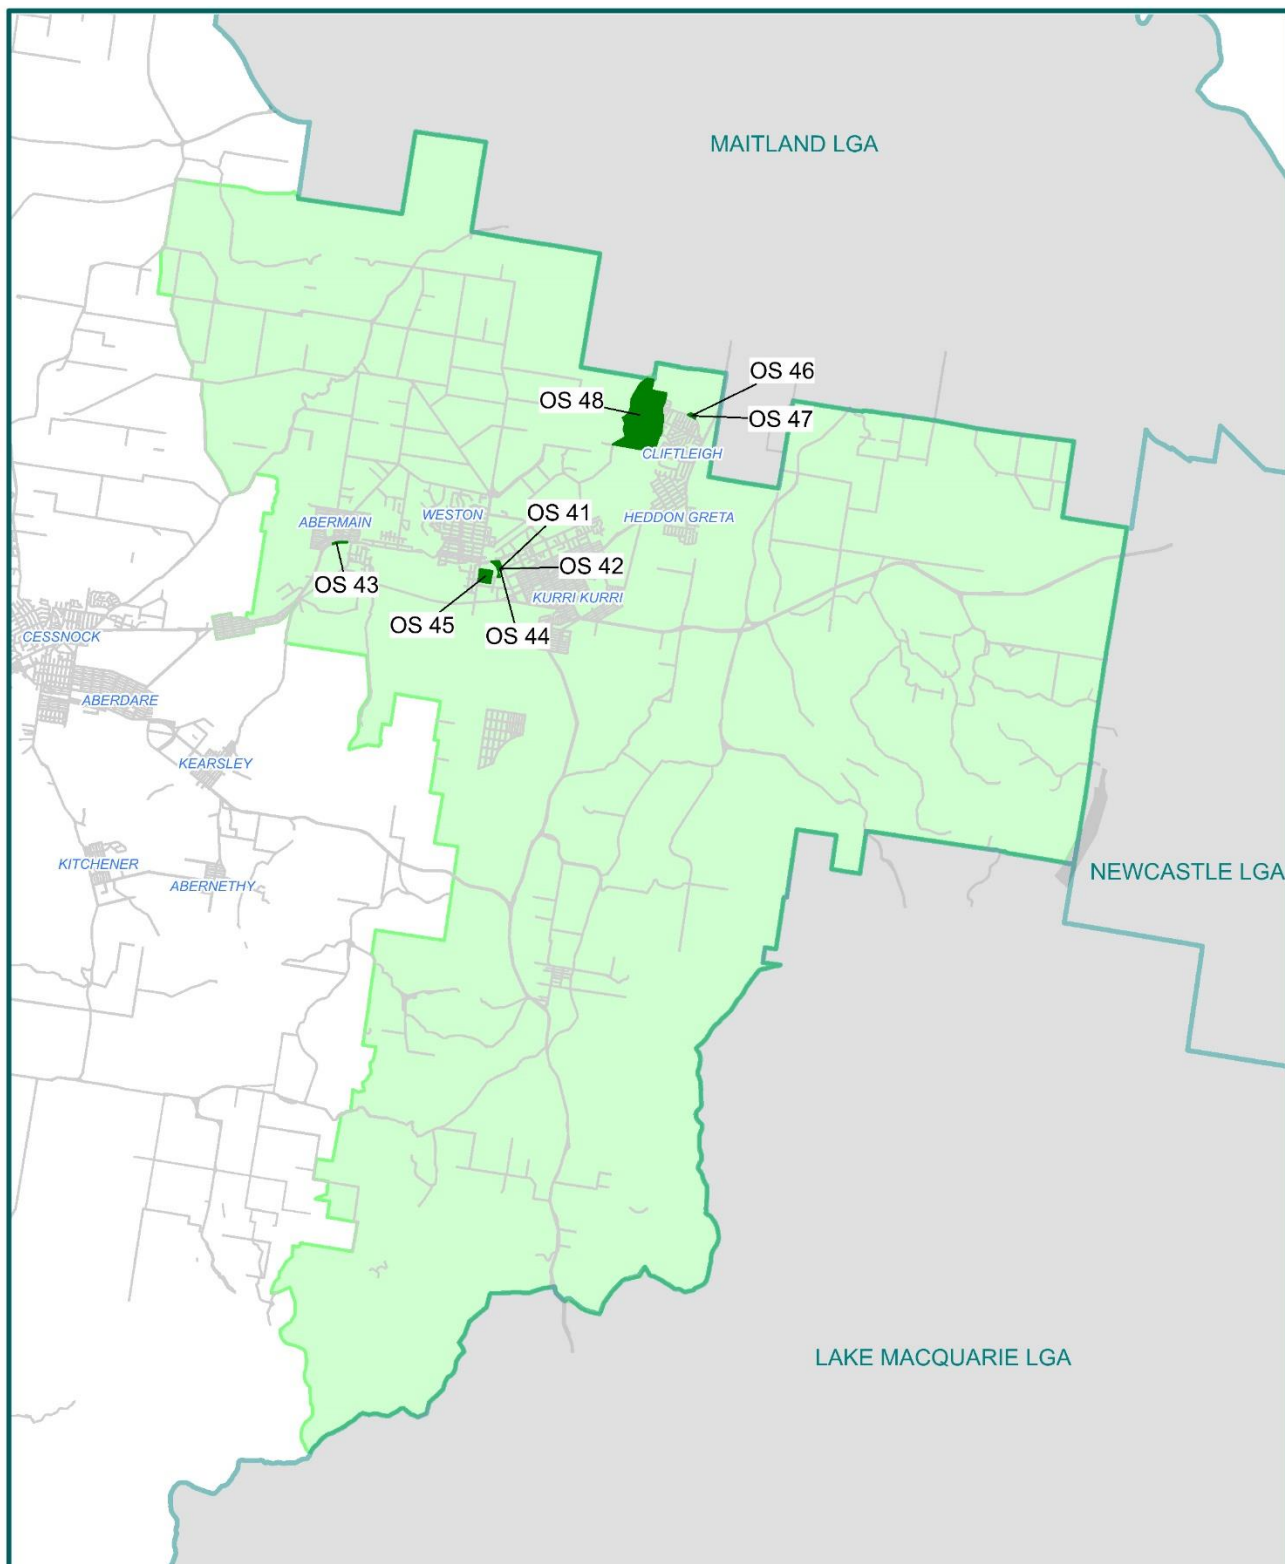 MAITLAND LGA
OS 46
OS 48
OS 47
CLIFTLEIGH
OS 41
WESTON
HEDDON GRETA
ABERMAIN
OS 42
OS 43
KURRI KURRI
OS 45
OS 44
CESSNOCK
ABERDARE
KEARSLEY
KITCHENER
NEWCASTLE LGA
ABERNETHY
LAKE MACQUARIE LGA